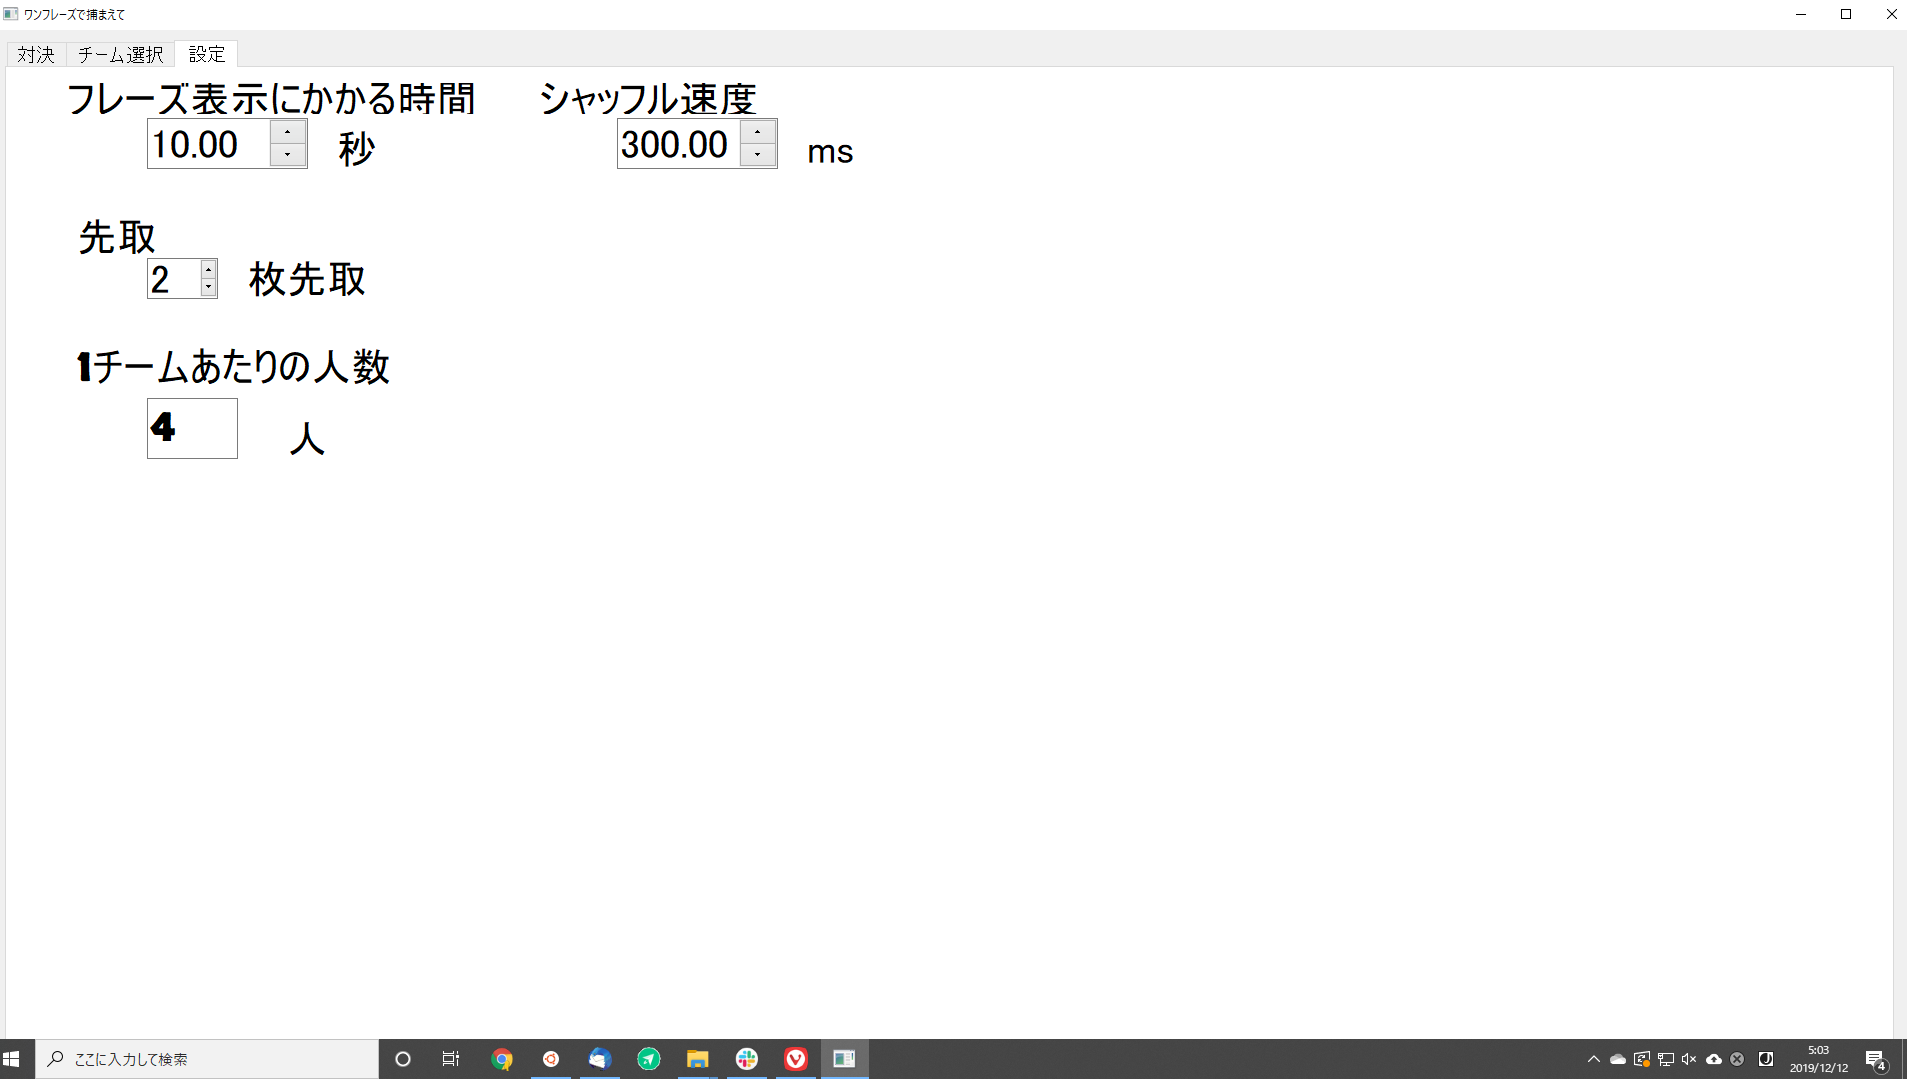 ワンフレーズで捕まえて
対決 チーム選択 設定
フレーズ表示にかかる時間 シャッフル速度
10.00 秒 300.00 ms
先取
2 枚先取
1チームあたりの人数
4 人
ここに入力して検索
5:03
2019/12/12
4